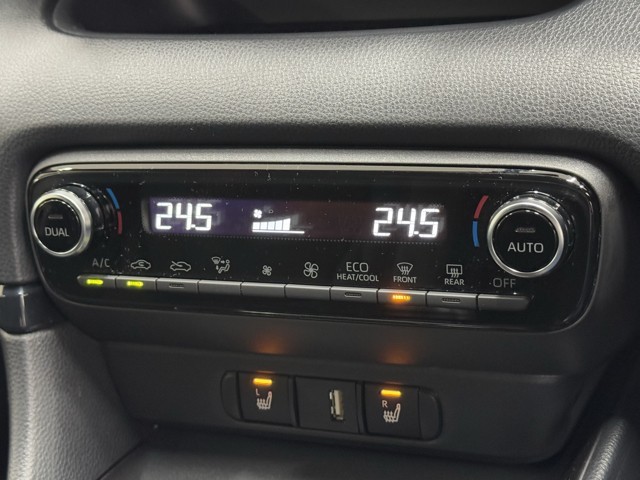 24.5
24.5
DUAL
AUTO
A/C
ECO
HEAT/COOL
FRONT
REAR
OFF
L
R